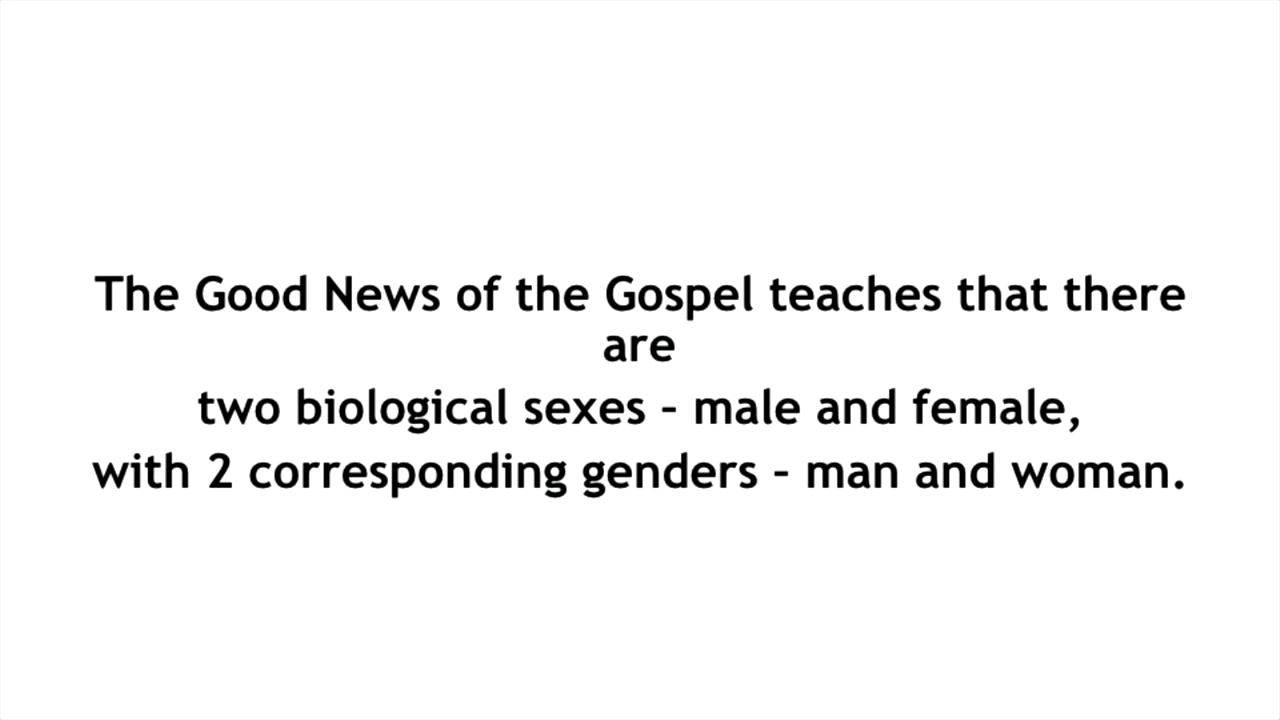 The Good News of the Gospel teaches that there
are
two biological sexes – male and female,
with 2 corresponding genders – man and woman.